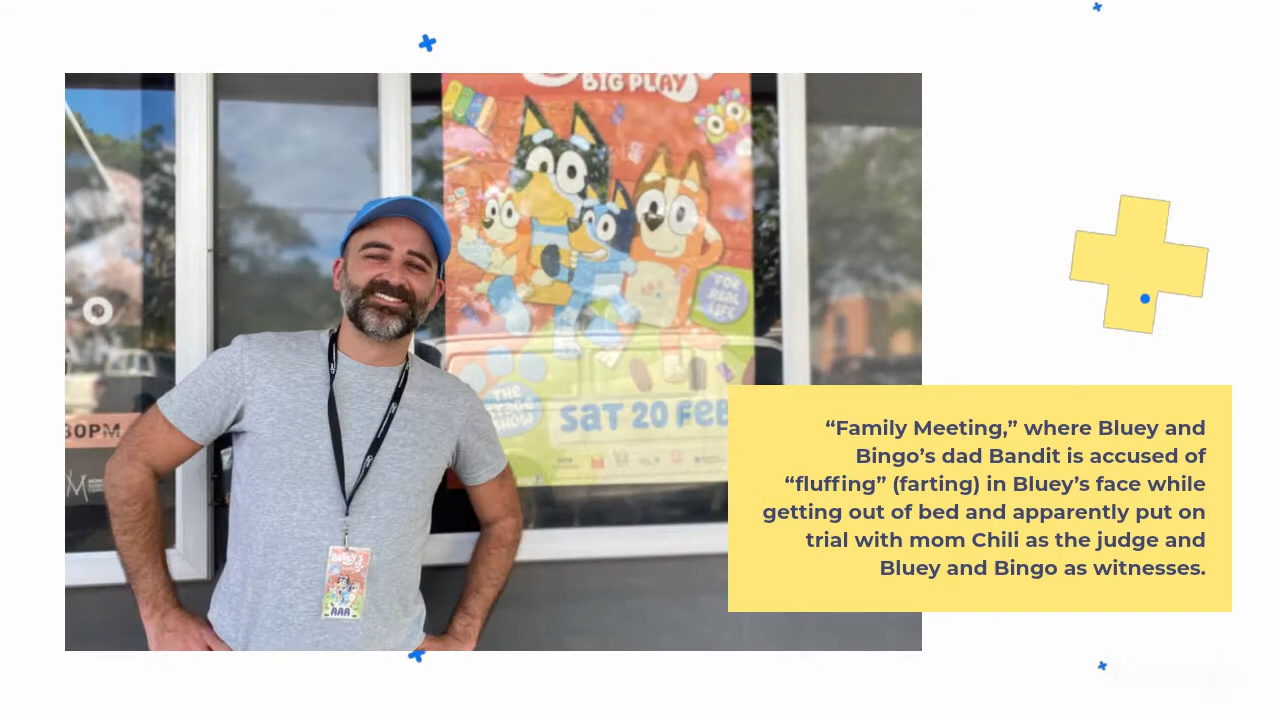 BIG PLAY
FOR
REAL
LIFE
THE
STAGE
SHOW
SAT 20 FEB
30PM
AAA
“Family Meeting,” where Bluey and
Bingo’s dad Bandit is accused of
“fluffing” (farting) in Bluey’s face while
getting out of bed and apparently put on
trial with mom Chili as the judge and
Bluey and Bingo as witnesses.